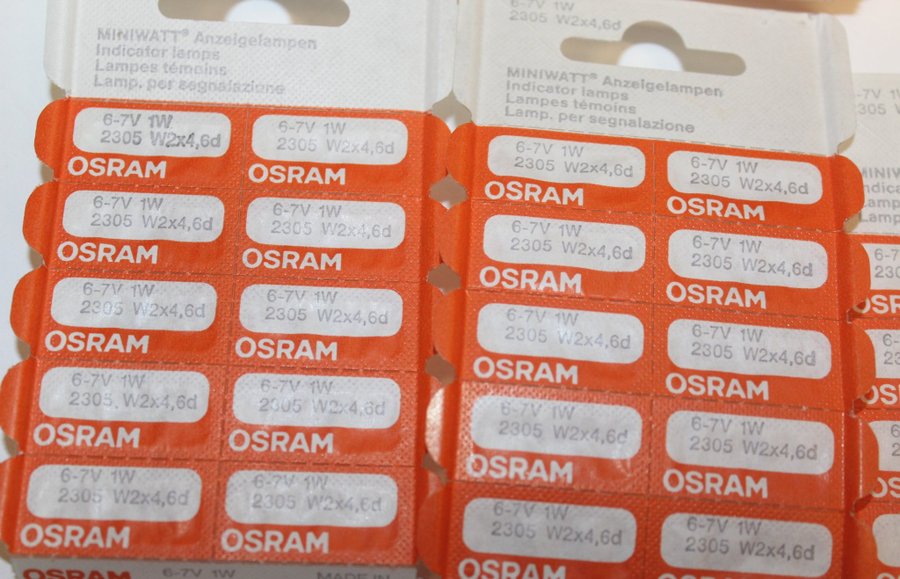 MINIWATT® Anzeigelampen
Indicator lamps
Lampes témoins
Lamp. per segnalazione
6-7V 1W
2305 W2x4,6d
OSRAM
6-7V 1W
2305 W2x4,6d
OSRAM
6-7V 1W
2305 W2x4,6d
OSRAM
6-7V 1W
2305 W2x4,6d
OSRAM
6-7V 1W
2305 W2x4,6d
OSRAM
6-7V 1W
2305 W2x4,6d
OSRAM
6-7V 1W
2305 W2x4,6d
OSRAM
6-7V 1W
2305 W2x4,6d
OSRAM
6-7V 1W
2305 W2x4,6d
OSRAM
6-7V 1W
2305 W2x4,6d
OSRAM
OSRAM 6-7V 1W MADE IN
2305 W2x4,6d
MINIWATT® Anzeigelampen
Indicator lamps
Lampes témoins
Lamp. per segnalazione
6-7V 1W
2305 W2x4,6d
OSRAM
6-7V 1W
2305 W2x4,6d
OSRAM
6-7V 1W
2305 W2x4,6d
OSRAM
6-7V 1W
2305 W2x4,6d
OSRAM
6-7V 1W
2305 W2x4,6d
OSRAM
6-7V 1W
2305 W2x4,6d
OSRAM
6-7V 1W
2305 W2x4,6d
OSRAM
6-7V 1W
2305 W2x4,6d
OSRAM
6-7V 1W
2305 W2x4,6d
OSRAM
6-7V 1W
2305 W2x4,6d
OSRAM